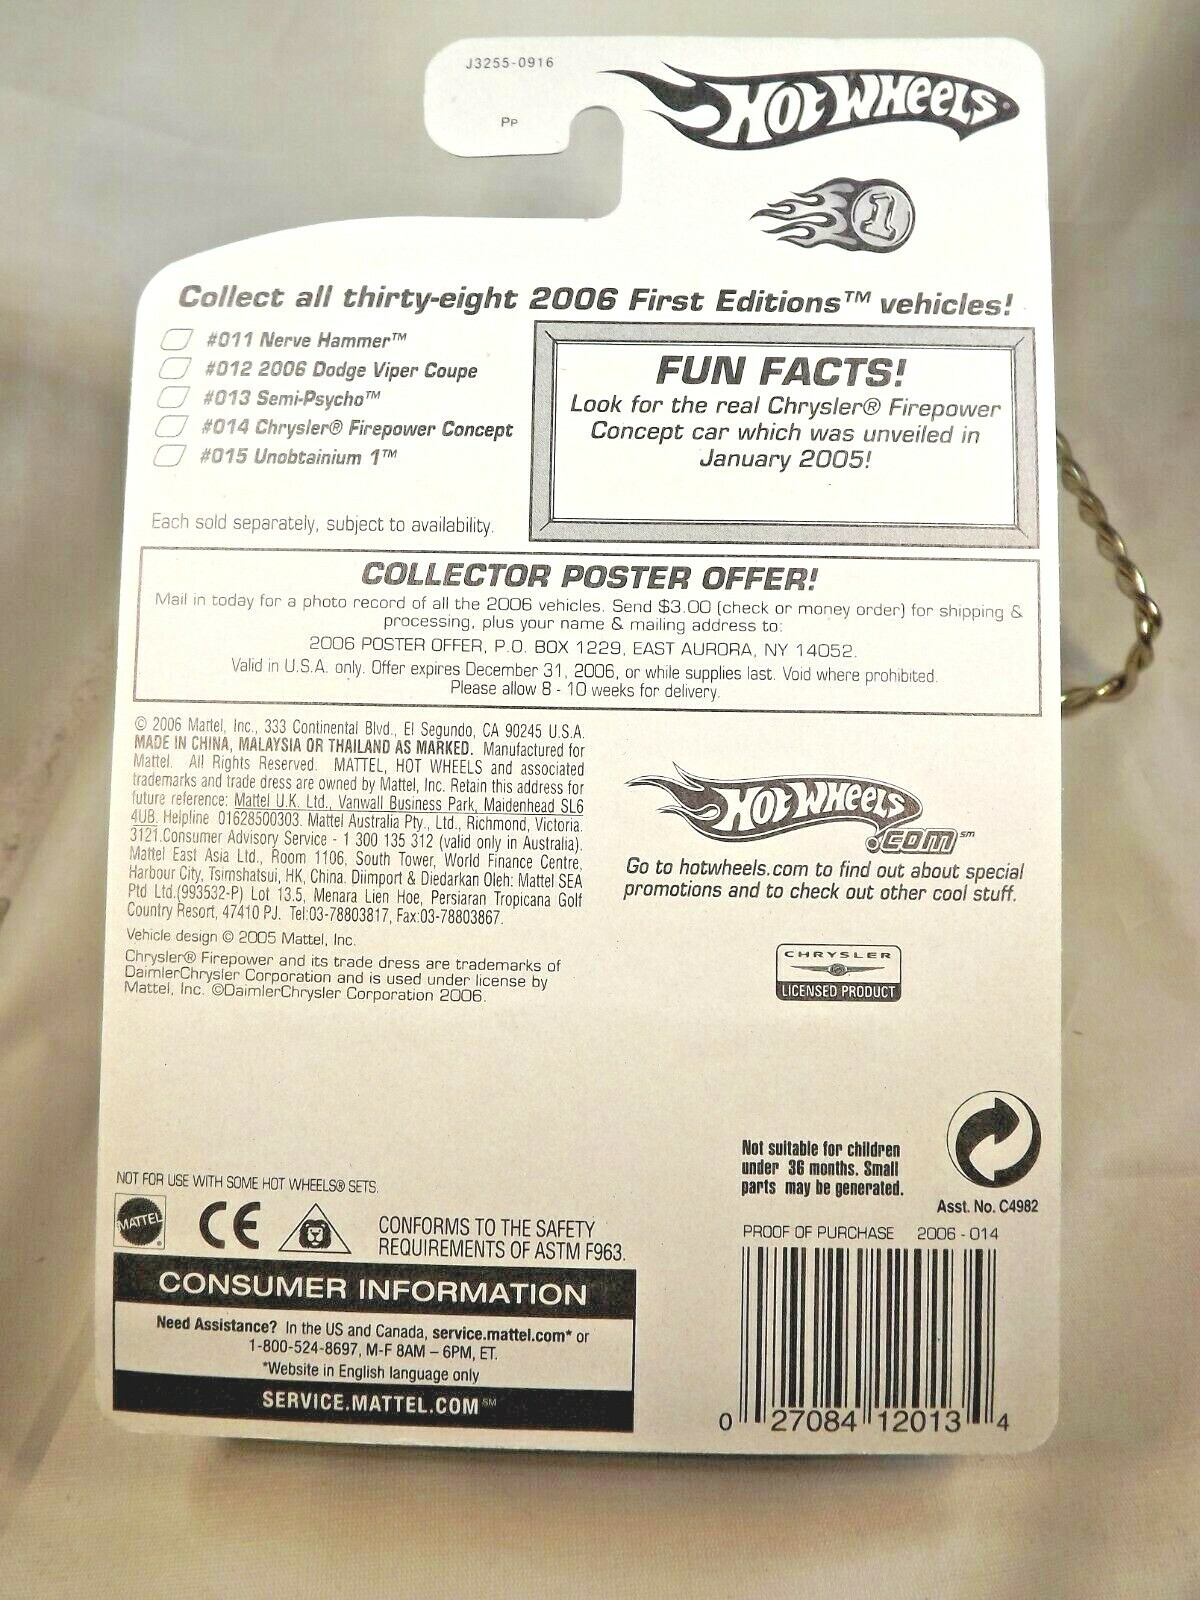 J3255-0916
PP
HOT WHEELS
1
Collect all thirty-eight 2006 First Editions™ vehicles!
#011 Nerve Hammer™
#012 2006 Dodge Viper Coupe
#013 Semi-Psycho™
#014 Chrysler® Firepower Concept
#015 Unobtainium 1™
Each sold separately, subject to availability.
FUN FACTS!
Look for the real Chrysler® Firepower
Concept car which was unveiled in
January 2005!
COLLECTOR POSTER OFFER!
Mail in today for a photo record of all the 2006 vehicles. Send $3.00 (check or money order) for shipping &
processing, plus your name & mailing address to:
2006 POSTER OFFER, P.O. BOX 1229, EAST AURORA, NY 14052.
Valid in U.S.A. only. Offer expires December 31, 2006, or while supplies last. Void where prohibited.
Please allow 8 - 10 weeks for delivery.
© 2006 Mattel, Inc., 333 Continental Blvd., El Segundo, CA 90245 U.S.A.
MADE IN CHINA, MALAYSIA OR THAILAND AS MARKED. Manufactured for
Mattel. All Rights Reserved. MATTEL, HOT WHEELS and associated
trademarks and trade dress are owned by Mattel, Inc. Retain this address for
future reference: Mattel U.K. Ltd., Vanwall Business Park, Maidenhead SL6
4UB. Helpline 01628500303. Mattel Australia Pty., Ltd., Richmond, Victoria.
3121.Consumer Advisory Service - 1 300 135 312 (valid only in Australia).
Mattel East Asia Ltd., Room 1106, South Tower, World Finance Centre,
Harbour City, Tsimshatsui, HK, China. Diimport & Diedarkan Oleh: Mattel SEA
Ptd Ltd.(993532-P) Lot 13.5, Menara Lien Hoe, Persiaran Tropicana Golf
Country Resort, 47410 PJ. Tel:03-78803817, Fax:03-78803867.
Vehicle design © 2005 Mattel, Inc.
Chrysler® Firepower and its trade dress are trademarks of
DaimlerChrysler Corporation and is used under license by
Mattel, Inc. ©DaimlerChrysler Corporation 2006.
HOT WHEELS
.COM℠
Go to hotwheels.com to find out about special
promotions and to check out other cool stuff.
CHRYSLER
LICENSED PRODUCT
Not suitable for children
under 36 months. Small
parts may be generated.
Asst. No. C4982
NOT FOR USE WITH SOME HOT WHEELS® SETS.
MATTEL®
CE
CONFORMS TO THE SAFETY
REQUIREMENTS OF ASTM F963.
PROOF OF PURCHASE 2006 - 014
CONSUMER INFORMATION
Need Assistance? In the US and Canada, service.mattel.com* or
1-800-524-8697, M-F 8AM – 6PM, ET.
*Website in English language only
SERVICE.MATTEL.COM℠
0 27084 12013 4